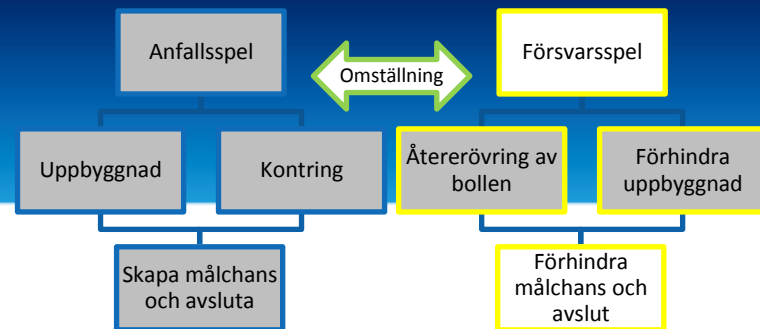 Anfallsspel
Omställning
Försvarsspel
Uppbyggnad
Kontring
Återerövring av
bollen
Förhindra
uppbyggnad
Skapa målchans
och avsluta
Förhindra
målchans och
avslut